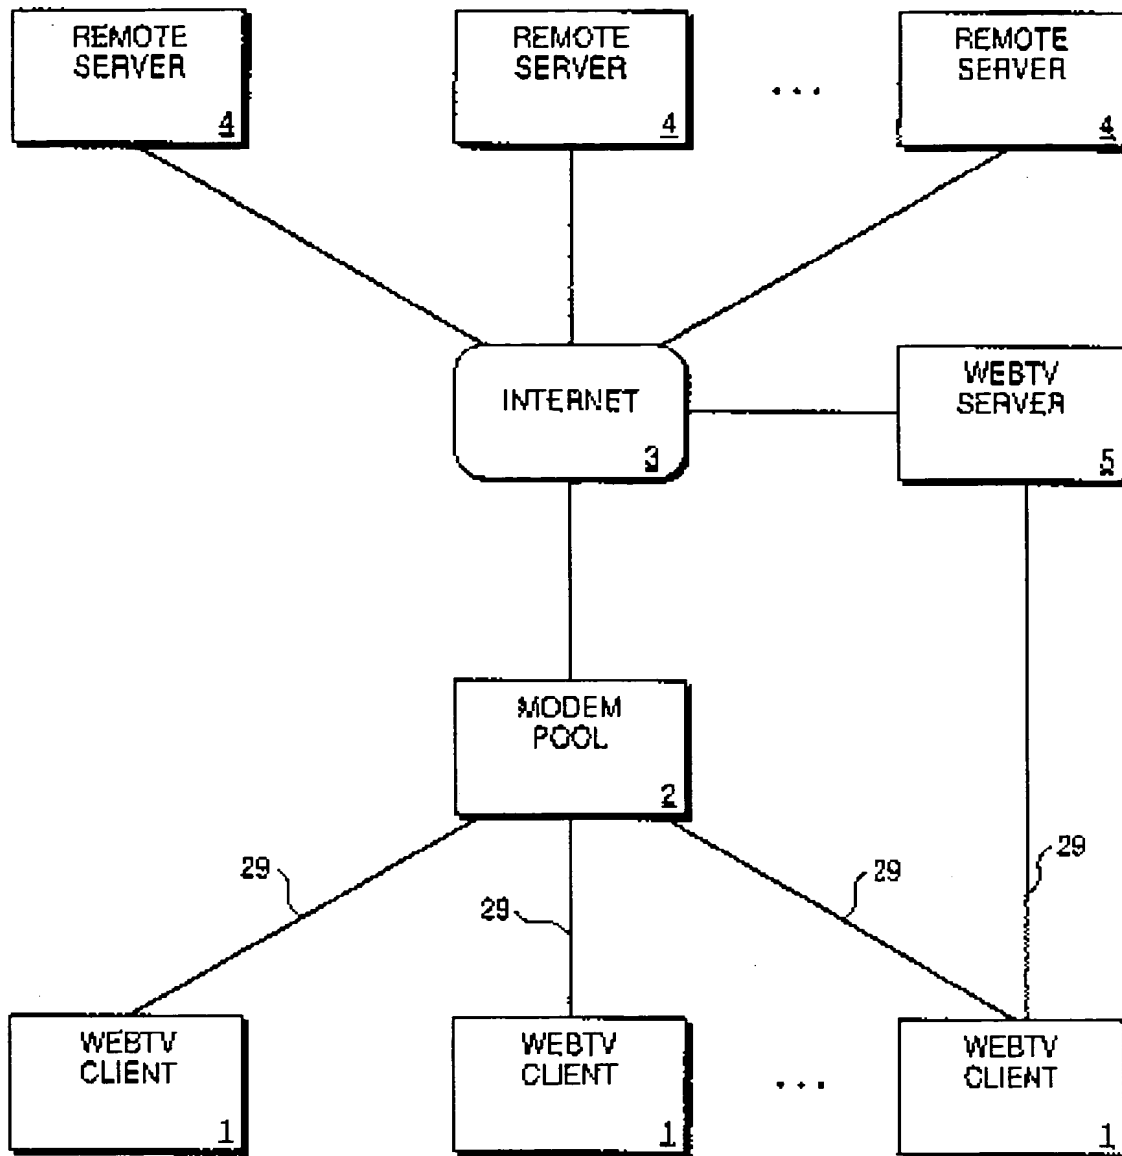 REMOTE
SERVER
4
REMOTE
SERVER
4
...
REMOTE
SERVER
4
INTERNET
3
WEBTV
SERVER
5
MODEM
POOL
2
29
29
29
29
WEBTV
CLIENT
1
WEBTV
CLIENT
1
...
WEBTV
CLIENT
1